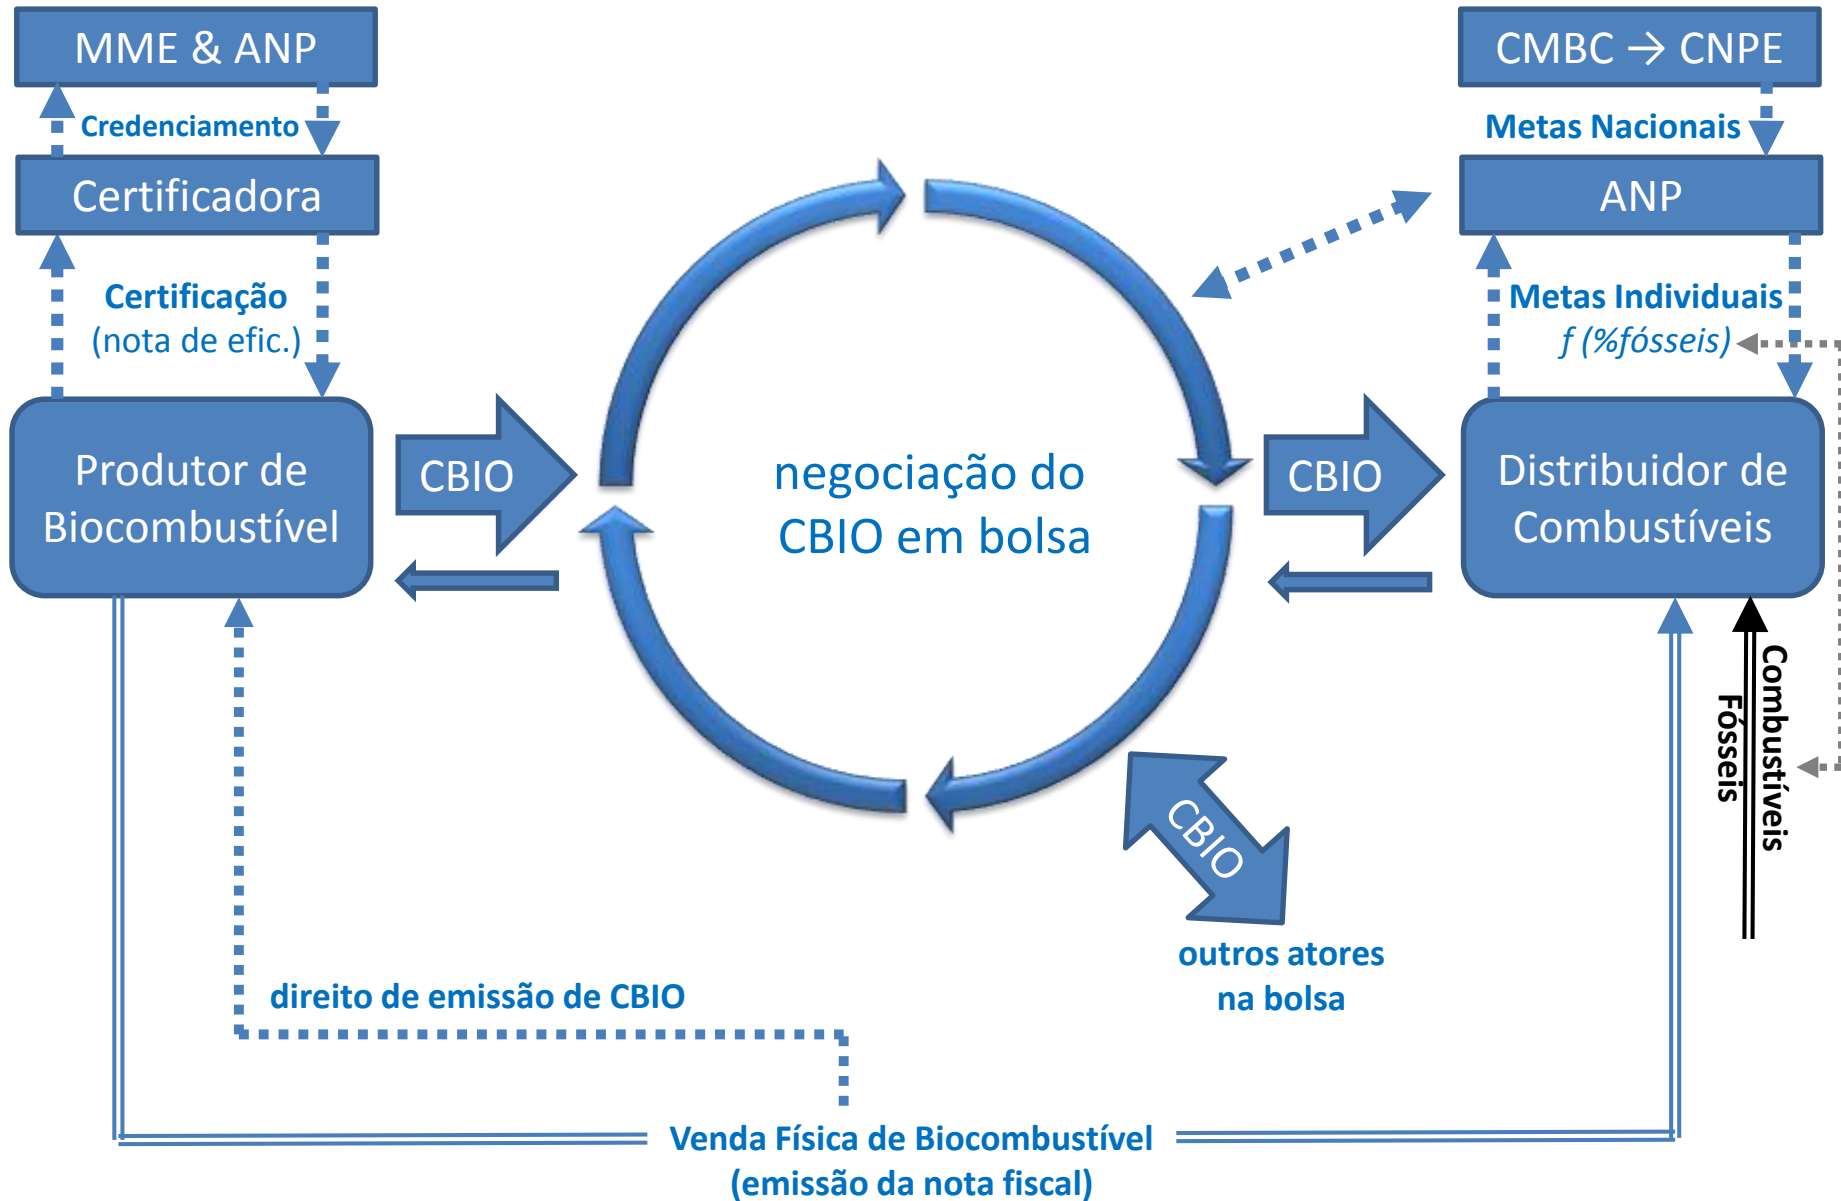 MME & ANP
Credenciamento
Certificadora
Certificação
(nota de efic.)
Produtor de
Biocombustível
CBIO
negociação do
CBIO em bolsa
CBIO
CMBC → CNPE
Metas Nacionais
ANP
Metas Individuais
f (%fósseis)
Distribuidor de
Combustíveis
Combustíveis
Fósseis
CBIO
outros atores
na bolsa
direito de emissão de CBIO
Venda Física de Biocombustível
(emissão da nota fiscal)